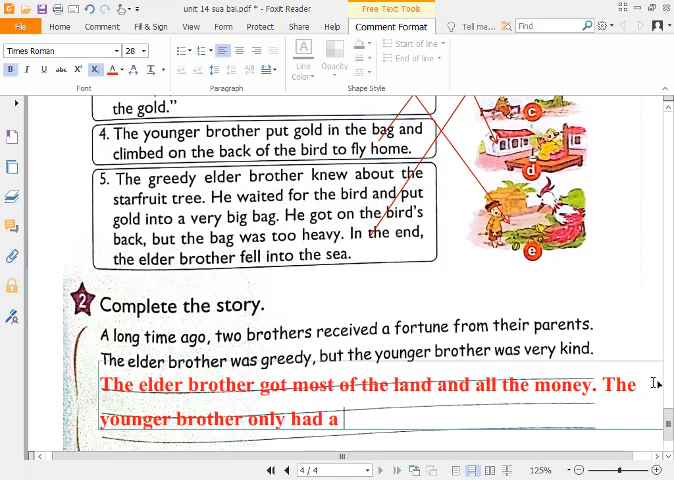 unit 14 sua bai.pdf * - Foxit Reader
Free Text Tools
File
Home
Comment
Fill & Sign
View
Form
Protect
Share
Help
Comment Format
Tell me...
Find
Times Roman
28
Font
Paragraph
Line Color
Opacity
Start of line
End of line
Shape Style
the gold."
4. The younger brother put gold in the bag and
climbed on the back of the bird to fly home.
5. The greedy elder brother knew about the
starfruit tree. He waited for the bird and put
gold into a very big bag. He got on the bird's
back, but the bag was too heavy. In the end,
the elder brother fell into the sea.
c
d
e
2 Complete the story.
A long time ago, two brothers received a fortune from their parents.
The elder brother was greedy, but the younger brother was very kind.
The elder brother got most of the land and all the money. The
younger brother only had a
4 / 4
125%